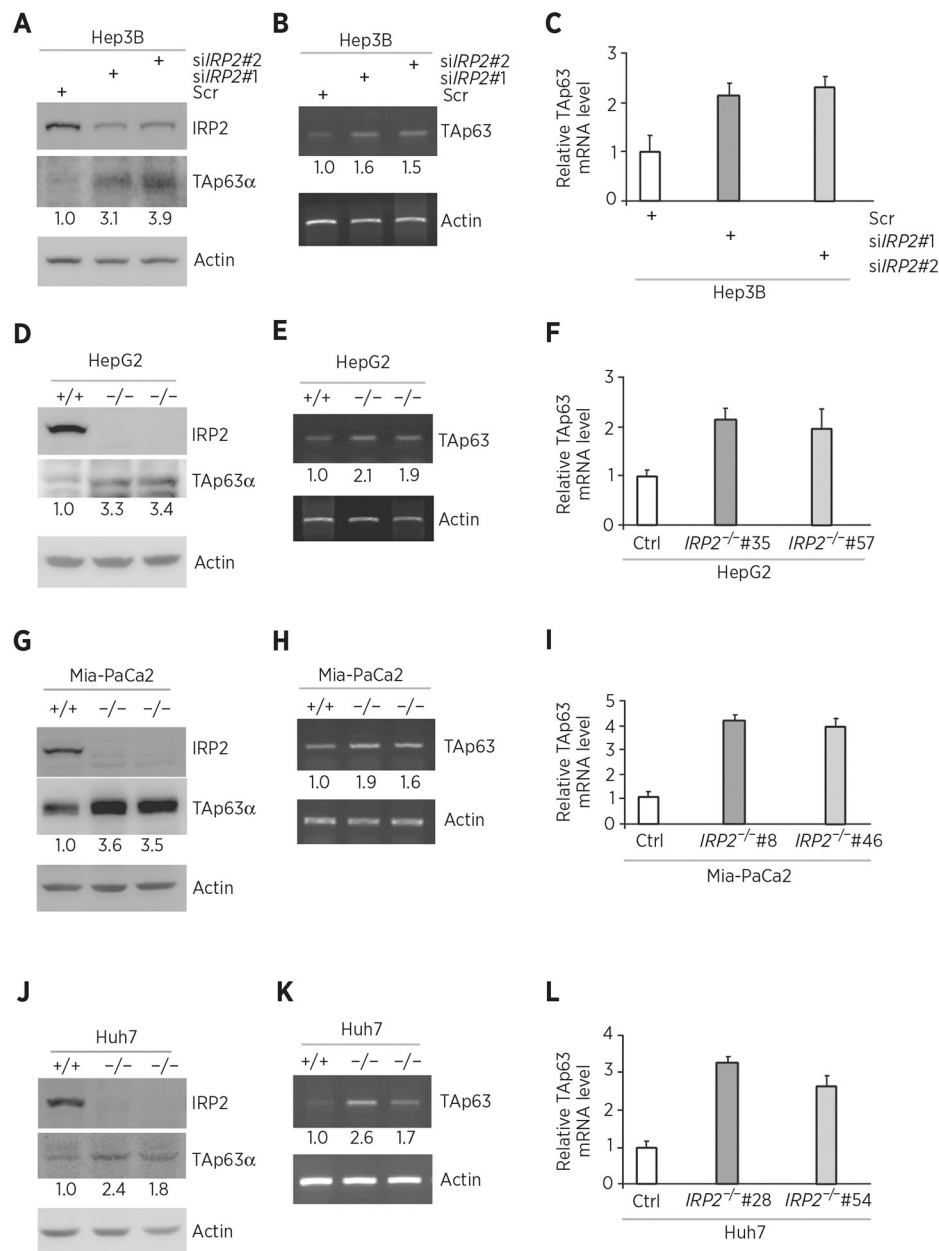 A
Hep3B
siIRP2#2
+
siIRP2#1
+
Scr
+
IRP2
TAp63α
1.0 3.1 3.9
Actin
B
Hep3B
siIRP2#2
+
siIRP2#1
+
Scr
+
TAp63
1.0 1.6 1.5
Actin
C
Relative TAp63
mRNA level
3
2
1
0
+ Scr
+ siIRP2#1
+ siIRP2#2
Hep3B
D
HepG2
+/+ −/− −/−
IRP2
TAp63α
1.0 3.3 3.4
Actin
E
HepG2
+/+ −/− −/−
TAp63
1.0 2.1 1.9
Actin
F
Relative TAp63
mRNA level
3
2
1
0
Ctrl IRP2−/−#35 IRP2−/−#57
HepG2
G
Mia-PaCa2
+/+ −/− −/−
IRP2
TAp63α
1.0 3.6 3.5
Actin
H
Mia-PaCa2
+/+ −/− −/−
TAp63
1.0 1.9 1.6
Actin
I
Relative TAp63
mRNA level
5
4
3
2
1
0
Ctrl IRP2−/−#8 IRP2−/−#46
Mia-PaCa2
J
Huh7
+/+ −/− −/−
IRP2
TAp63α
1.0 2.4 1.8
Actin
K
Huh7
+/+ −/− −/−
TAp63
1.0 2.6 1.7
Actin
L
Relative TAp63
mRNA level
4
3
2
1
0
Ctrl IRP2−/−#28 IRP2−/−#54
Huh7